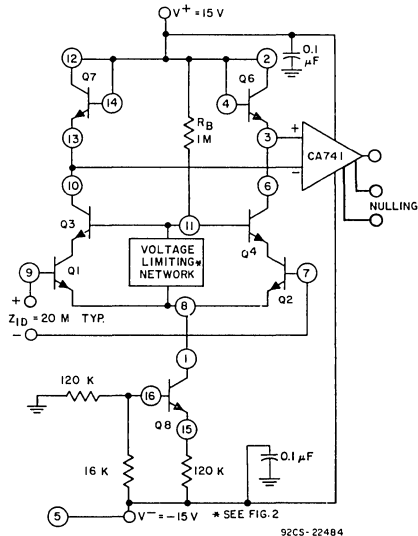 V+ = 15 V
12
2
0.1
µF
Q7
Q6
14
4
RB
1M
13
3
+
CA741
-
10
6
NULLING
Q3
11
Q4
VOLTAGE
LIMITING*
NETWORK
9
Q1
7
Q2
+
ZID = 20 M TYP.
8
-
1
120 K
16
Q8
15
16 K
120 K
0.1 µF
5
V- = -15 V
* SEE FIG. 2
92CS-22484